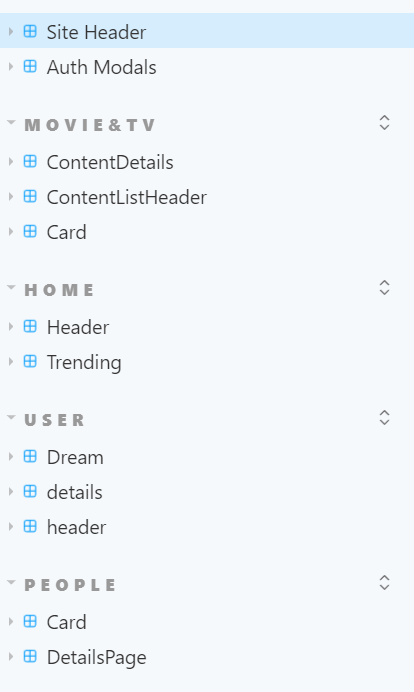 Site Header
Auth Modals
MOVIE&TV
ContentDetails
ContentListHeader
Card
HOME
Header
Trending
USER
Dream
details
header
PEOPLE
Card
DetailsPage